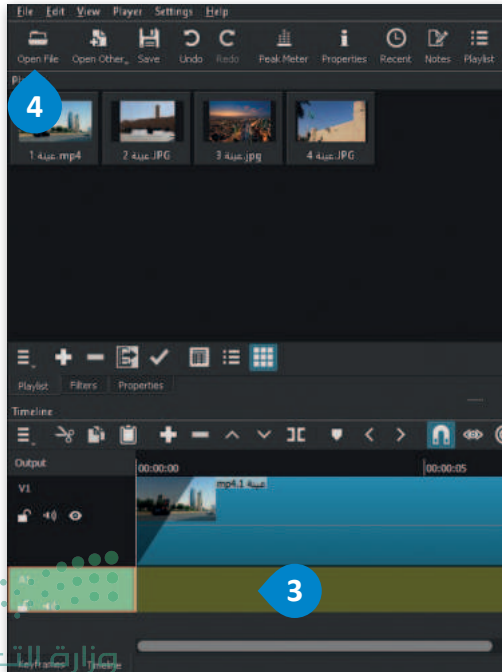 File Edit View Player Settings Help
Open File Open Other... Save Undo Redo Peak Meter Properties Recent Notes Playlist
4
عينة 1.mp4 عينة 2.JPG عينة 3.jpg عينة 4.JPG
Playlist Filters Properties
Timeline
Output 00:00:00 00:00:05
V1
عينة 1.mp4
A1
3
Keyframes Timeline